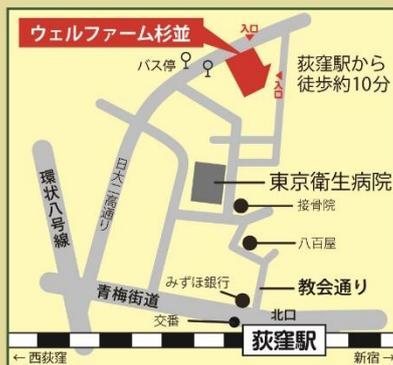 ウェルファーム杉並
入口
バス停
入口
荻窪駅から
徒歩約10分
日大二高通り
環状八号線
東京衛生病院
接骨院
八百屋
みずほ銀行
教会通り
青梅街道
交番
北口
荻窪駅
← 西荻窪
新宿 →